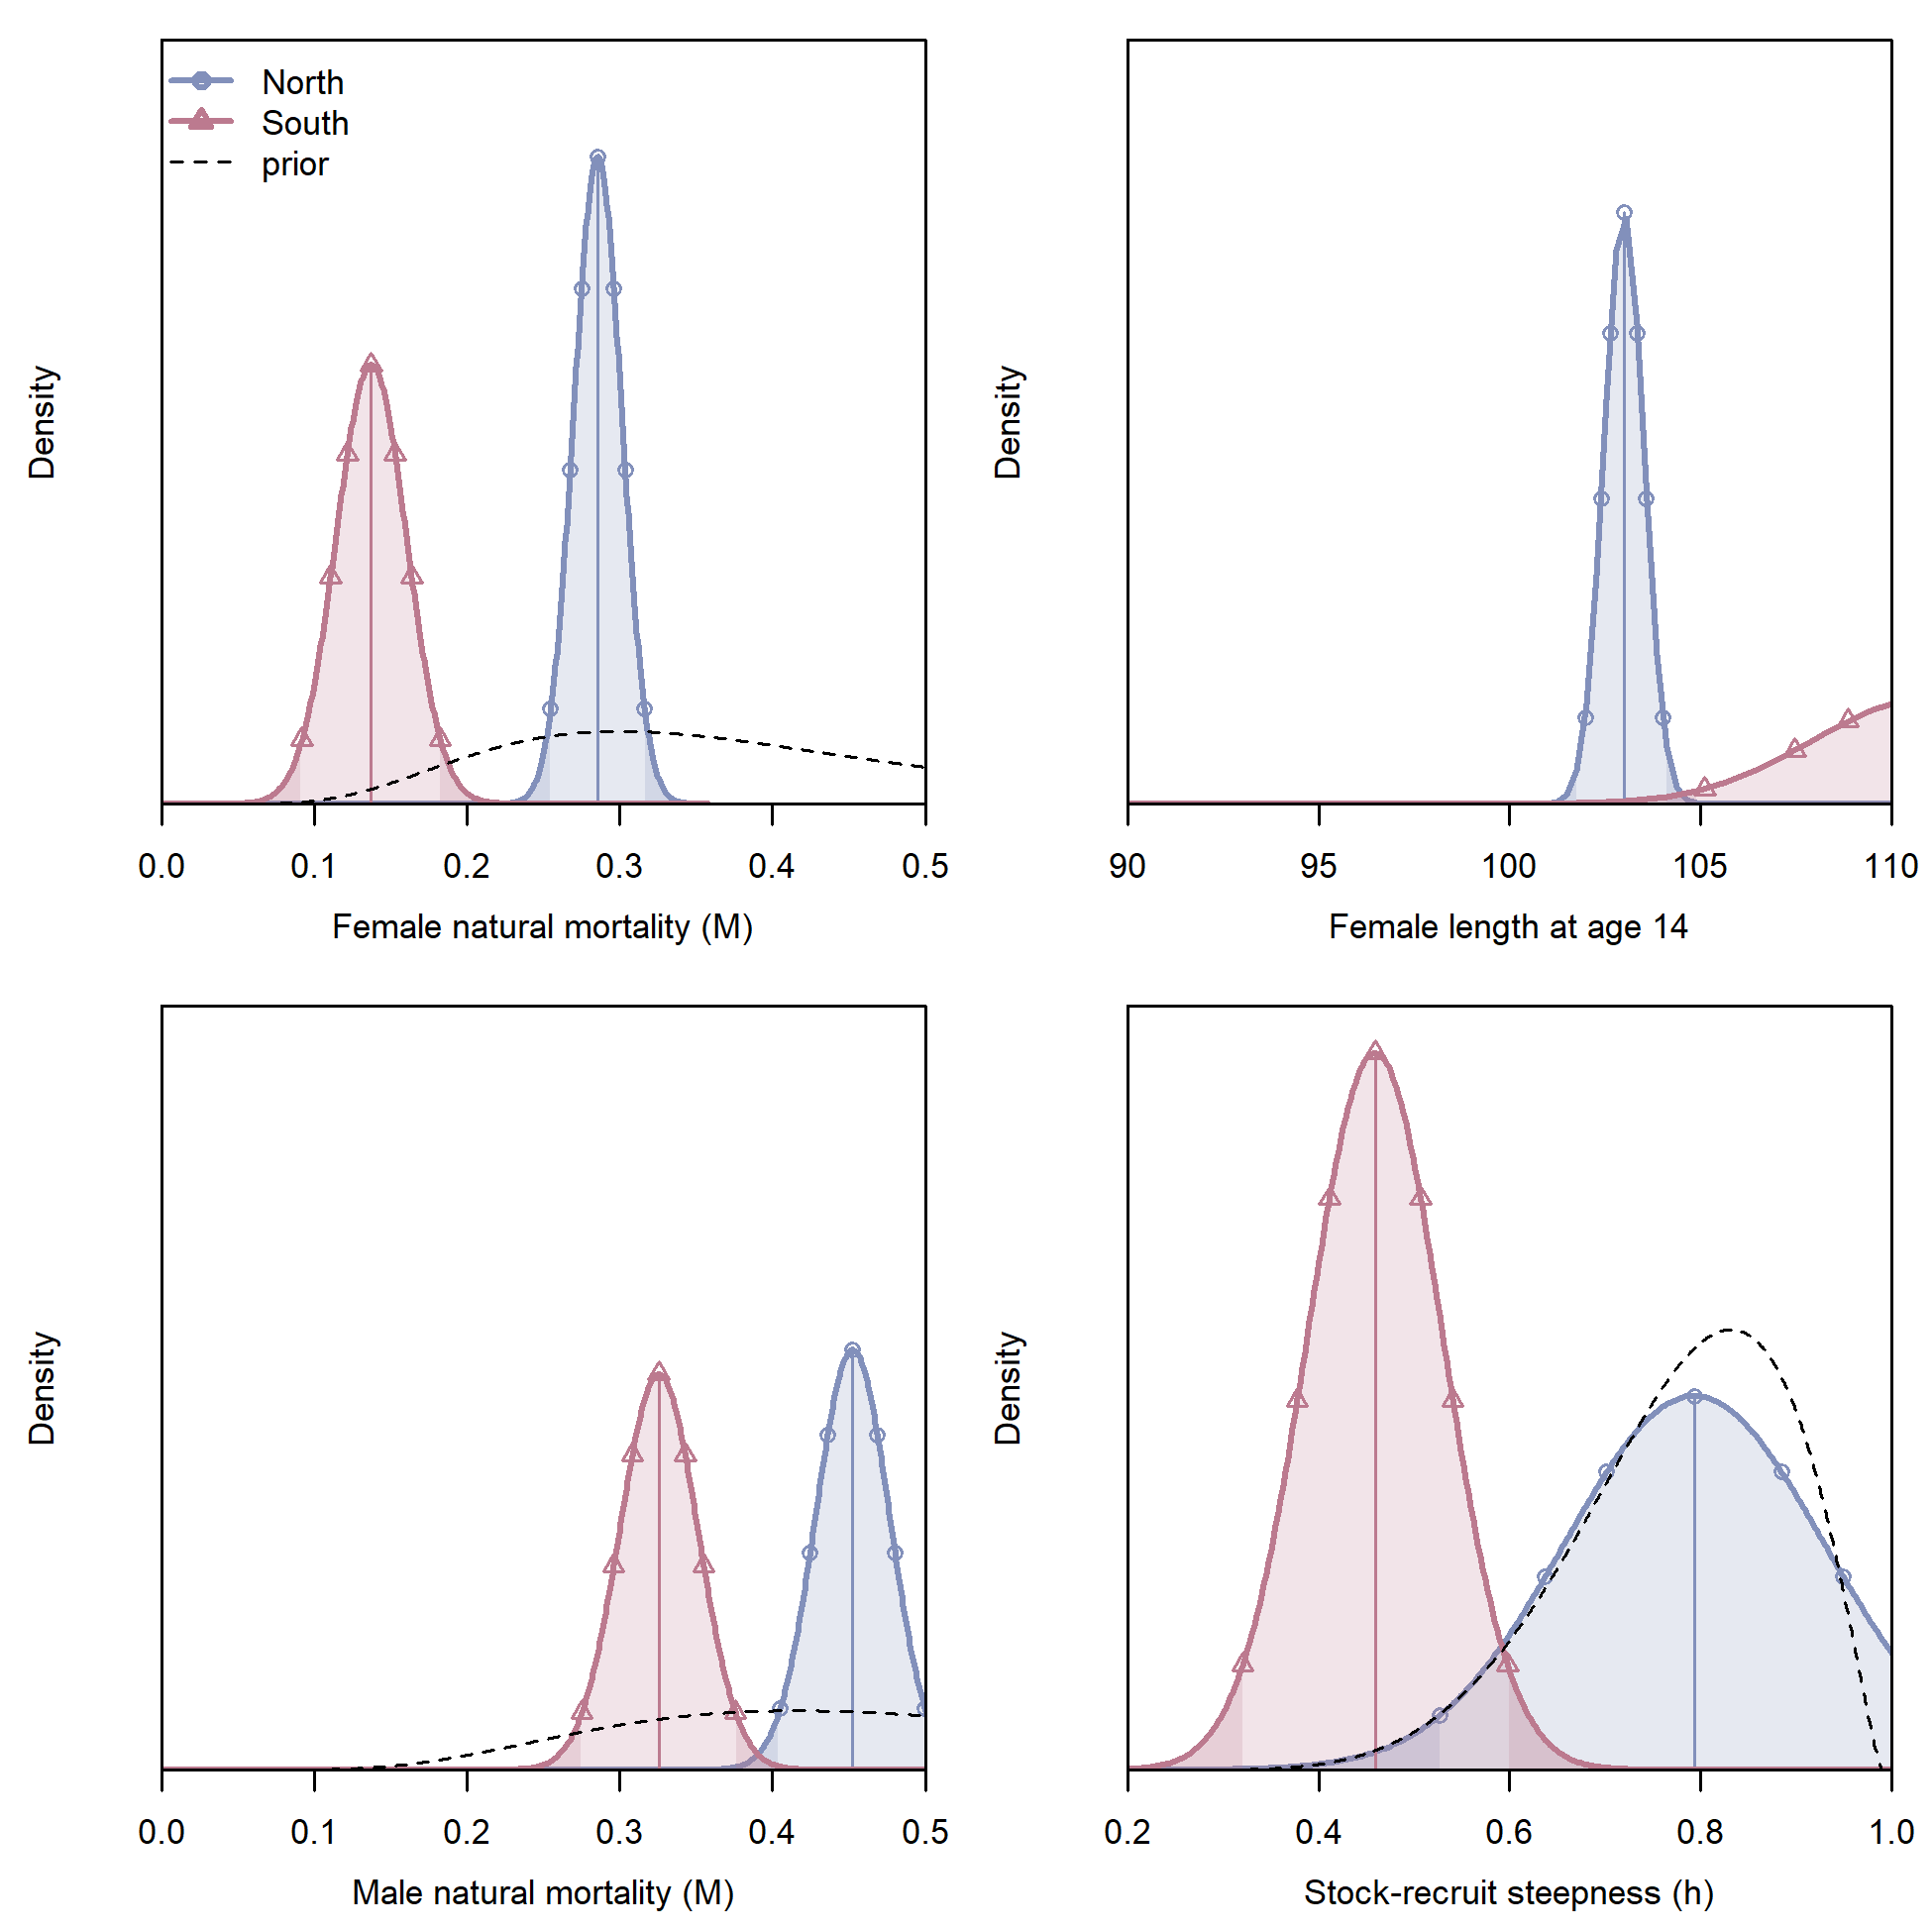 North
South
prior
Density
0.0 0.1 0.2 0.3 0.4 0.5
Female natural mortality (M)
Density
90 95 100 105 110
Female length at age 14
Density
0.0 0.1 0.2 0.3 0.4 0.5
Male natural mortality (M)
Density
0.2 0.4 0.6 0.8 1.0
Stock-recruit steepness (h)